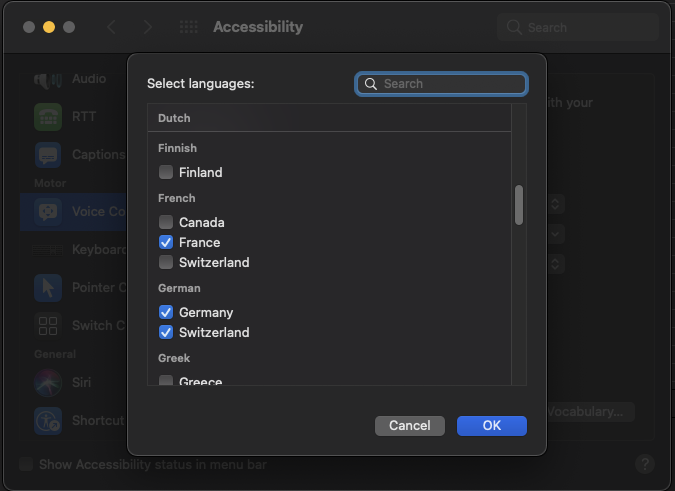 Accessibility
Search
Select languages:
Search
Dutch
Finnish
Finland
French
Canada
France
Switzerland
German
Germany
Switzerland
Greek
Greece
Cancel
OK
Audio
RTT
Captions
Motor
Voice Co
Keyboard
Pointer C
Switch C
General
Siri
Shortcut
th your
Vocabulary...
Show Accessibility status in menu bar
?